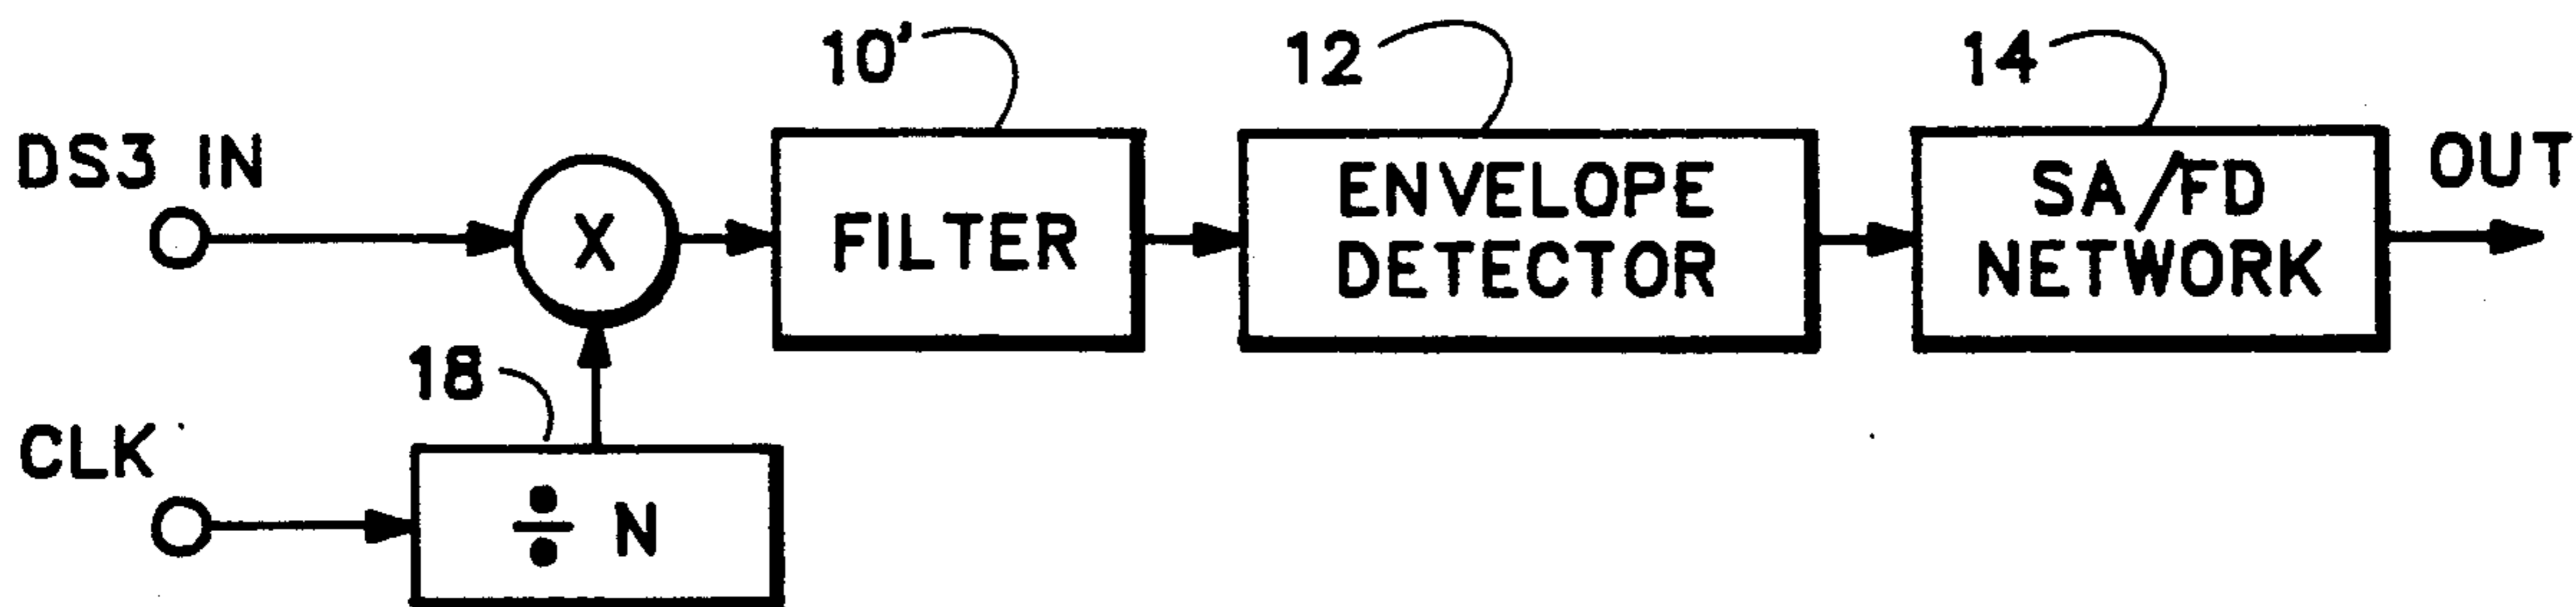 10'
12
14
DS3 IN
X
FILTER
ENVELOPE
DETECTOR
SA/FD
NETWORK
OUT
18
CLK
÷ N